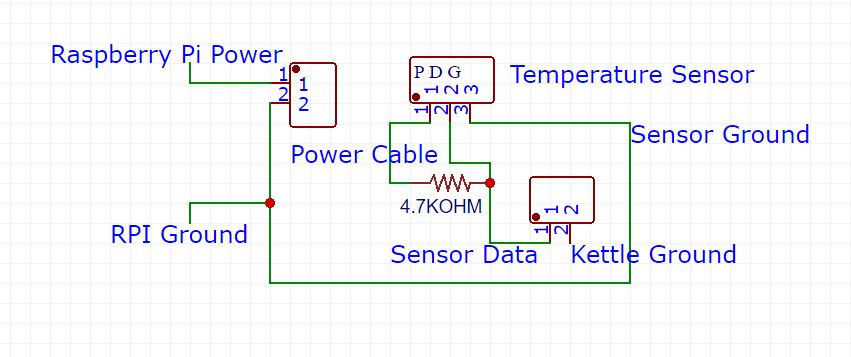 Raspberry Pi Power
1
1
2
2
P D G
1
2
3
1
2
3
Temperature Sensor
Sensor Ground
Power Cable
4.7KOHM
1
2
1
2
RPI Ground
Sensor Data
Kettle Ground